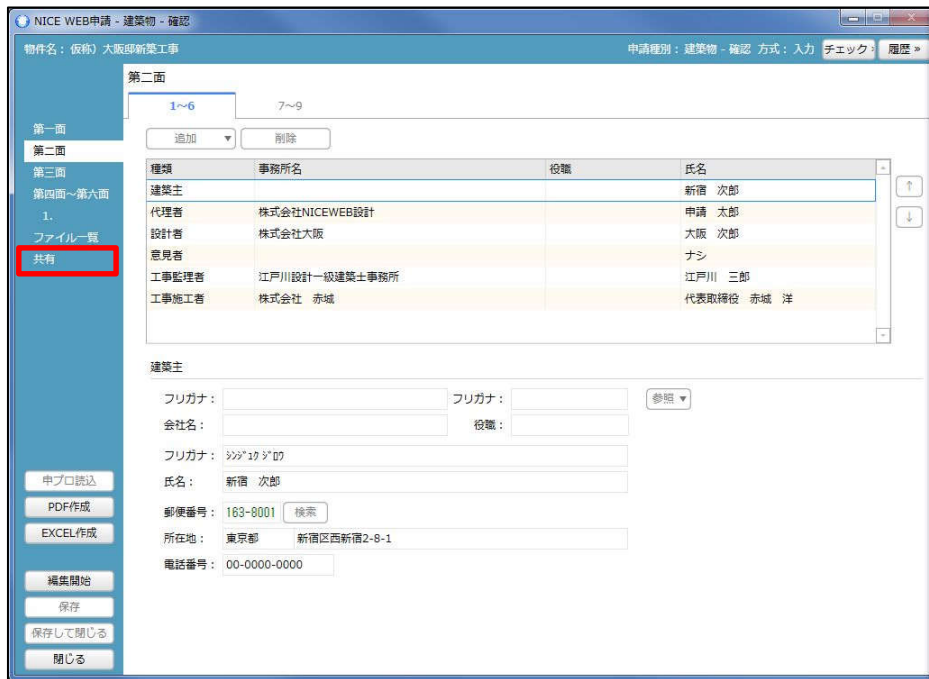 NICE WEB申請 - 建築物 - 確認
物件名： 仮称）大阪邸新築工事 申請種別： 建築物 - 確認 方式： 入力 チェック» 履歴 »
第二面
1～6 7～9
第一面
第二面
第三面
第四面～第六面
1.
ファイル一覧
共有
追加 ▼ 削除
種類 事務所名 役職 氏名
建築主 新宿 次郎
代理者 株式会社NICEWEB設計 申請 太郎
設計者 株式会社大阪 大阪 次郎
意見者 ナシ
工事監理者 江戸川設計一級建築士事務所 江戸川 三郎
工事施工者 株式会社 赤城 代表取締役 赤城 洋
↑
↓
建築主
フリガナ： フリガナ： 参照 ▼
会社名： 役職：
フリガナ： ｼﾝｼﾞｭｸ ｼﾞﾛｳ
氏名： 新宿 次郎
郵便番号： 163-8001 検索
所在地： 東京都 新宿区西新宿2-8-1
電話番号： 00-0000-0000
申プロ読込
PDF作成
EXCEL作成
編集開始
保存
保存して閉じる
閉じる